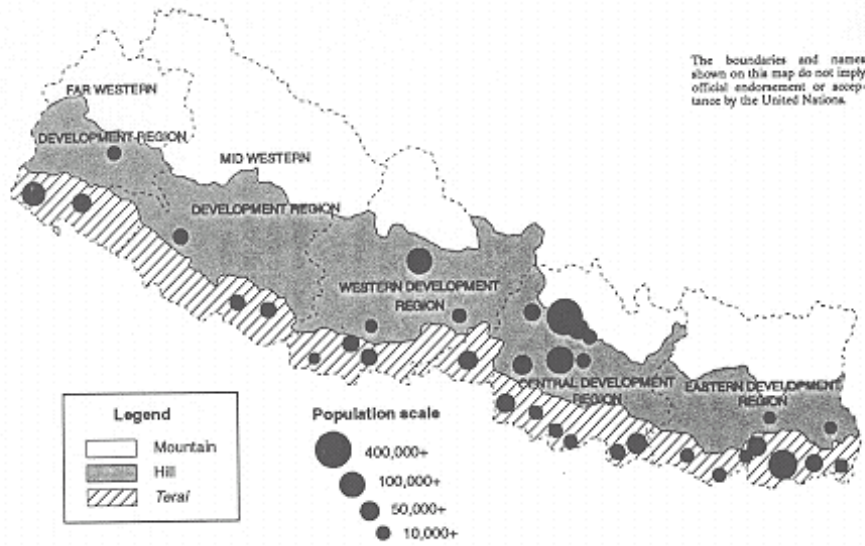 The boundaries and names
shown on this map do not imply
official endorsement or accep-
tance by the United Nations.
FAR WESTERN
DEVELOPMENT REGION
MID WESTERN
DEVELOPMENT REGION
WESTERN DEVELOPMENT
REGION
CENTRAL DEVELOPMENT
REGION
EASTERN DEVELOPMENT
REGION
Legend
Mountain
Hill
Terai
Population scale
400,000+
100,000+
50,000+
10,000+